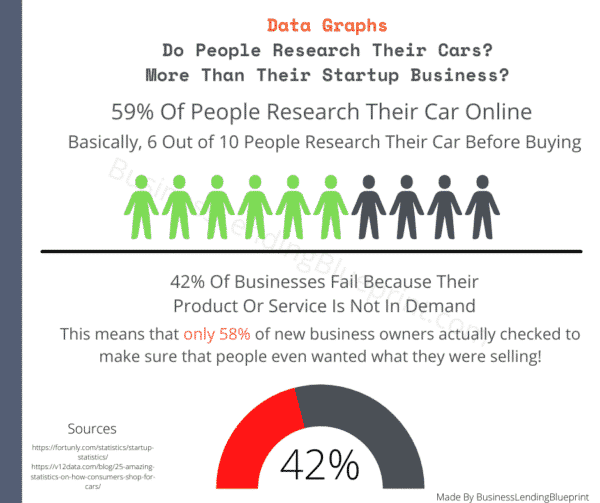 Data Graphs
Do People Research Their Cars?
More Than Their Startup Business?
59% Of People Research Their Car Online
Basically, 6 Out of 10 People Research Their Car Before Buying
BusinessLendingBlueprint.com
42% Of Businesses Fail Because Their
Product Or Service Is Not In Demand
This means that only 58% of new business owners actually checked to
make sure that people even wanted what they were selling!
42%
Sources
https://fortunly.com/statistics/startup-
statistics/
https://v12data.com/blog/25-amazing-
statistics-on-how-consumers-shop-for-
cars/
Made By BusinessLendingBlueprint